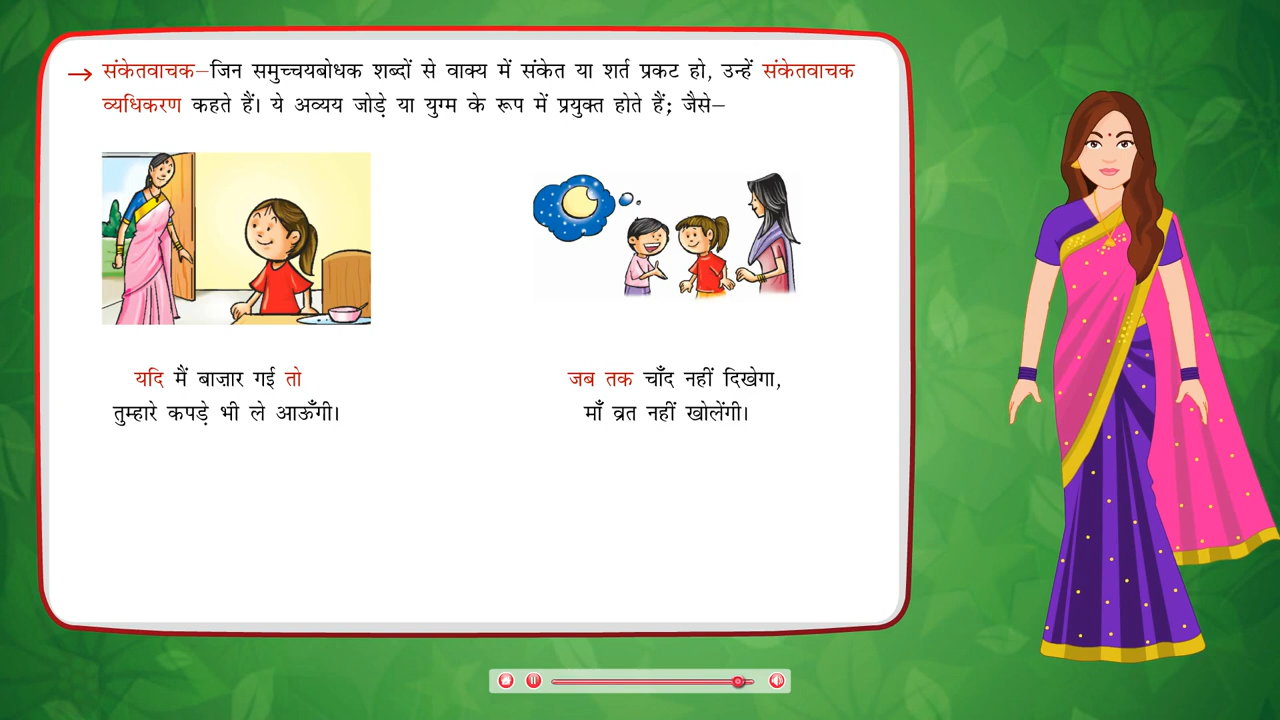 → संकेतवाचक–जिन समुच्चयबोधक शब्दों से वाक्य में संकेत या शर्त प्रकट हो, उन्हें संकेतवाचक
व्यधिकरण कहते हैं। ये अव्यय जोड़े या युग्म के रूप में प्रयुक्त होते हैं; जैसे–
यदि मैं बाज़ार गई तो
तुम्हारे कपड़े भी ले आऊँगी।
जब तक चाँद नहीं दिखेगा,
माँ व्रत नहीं खोलेंगी।